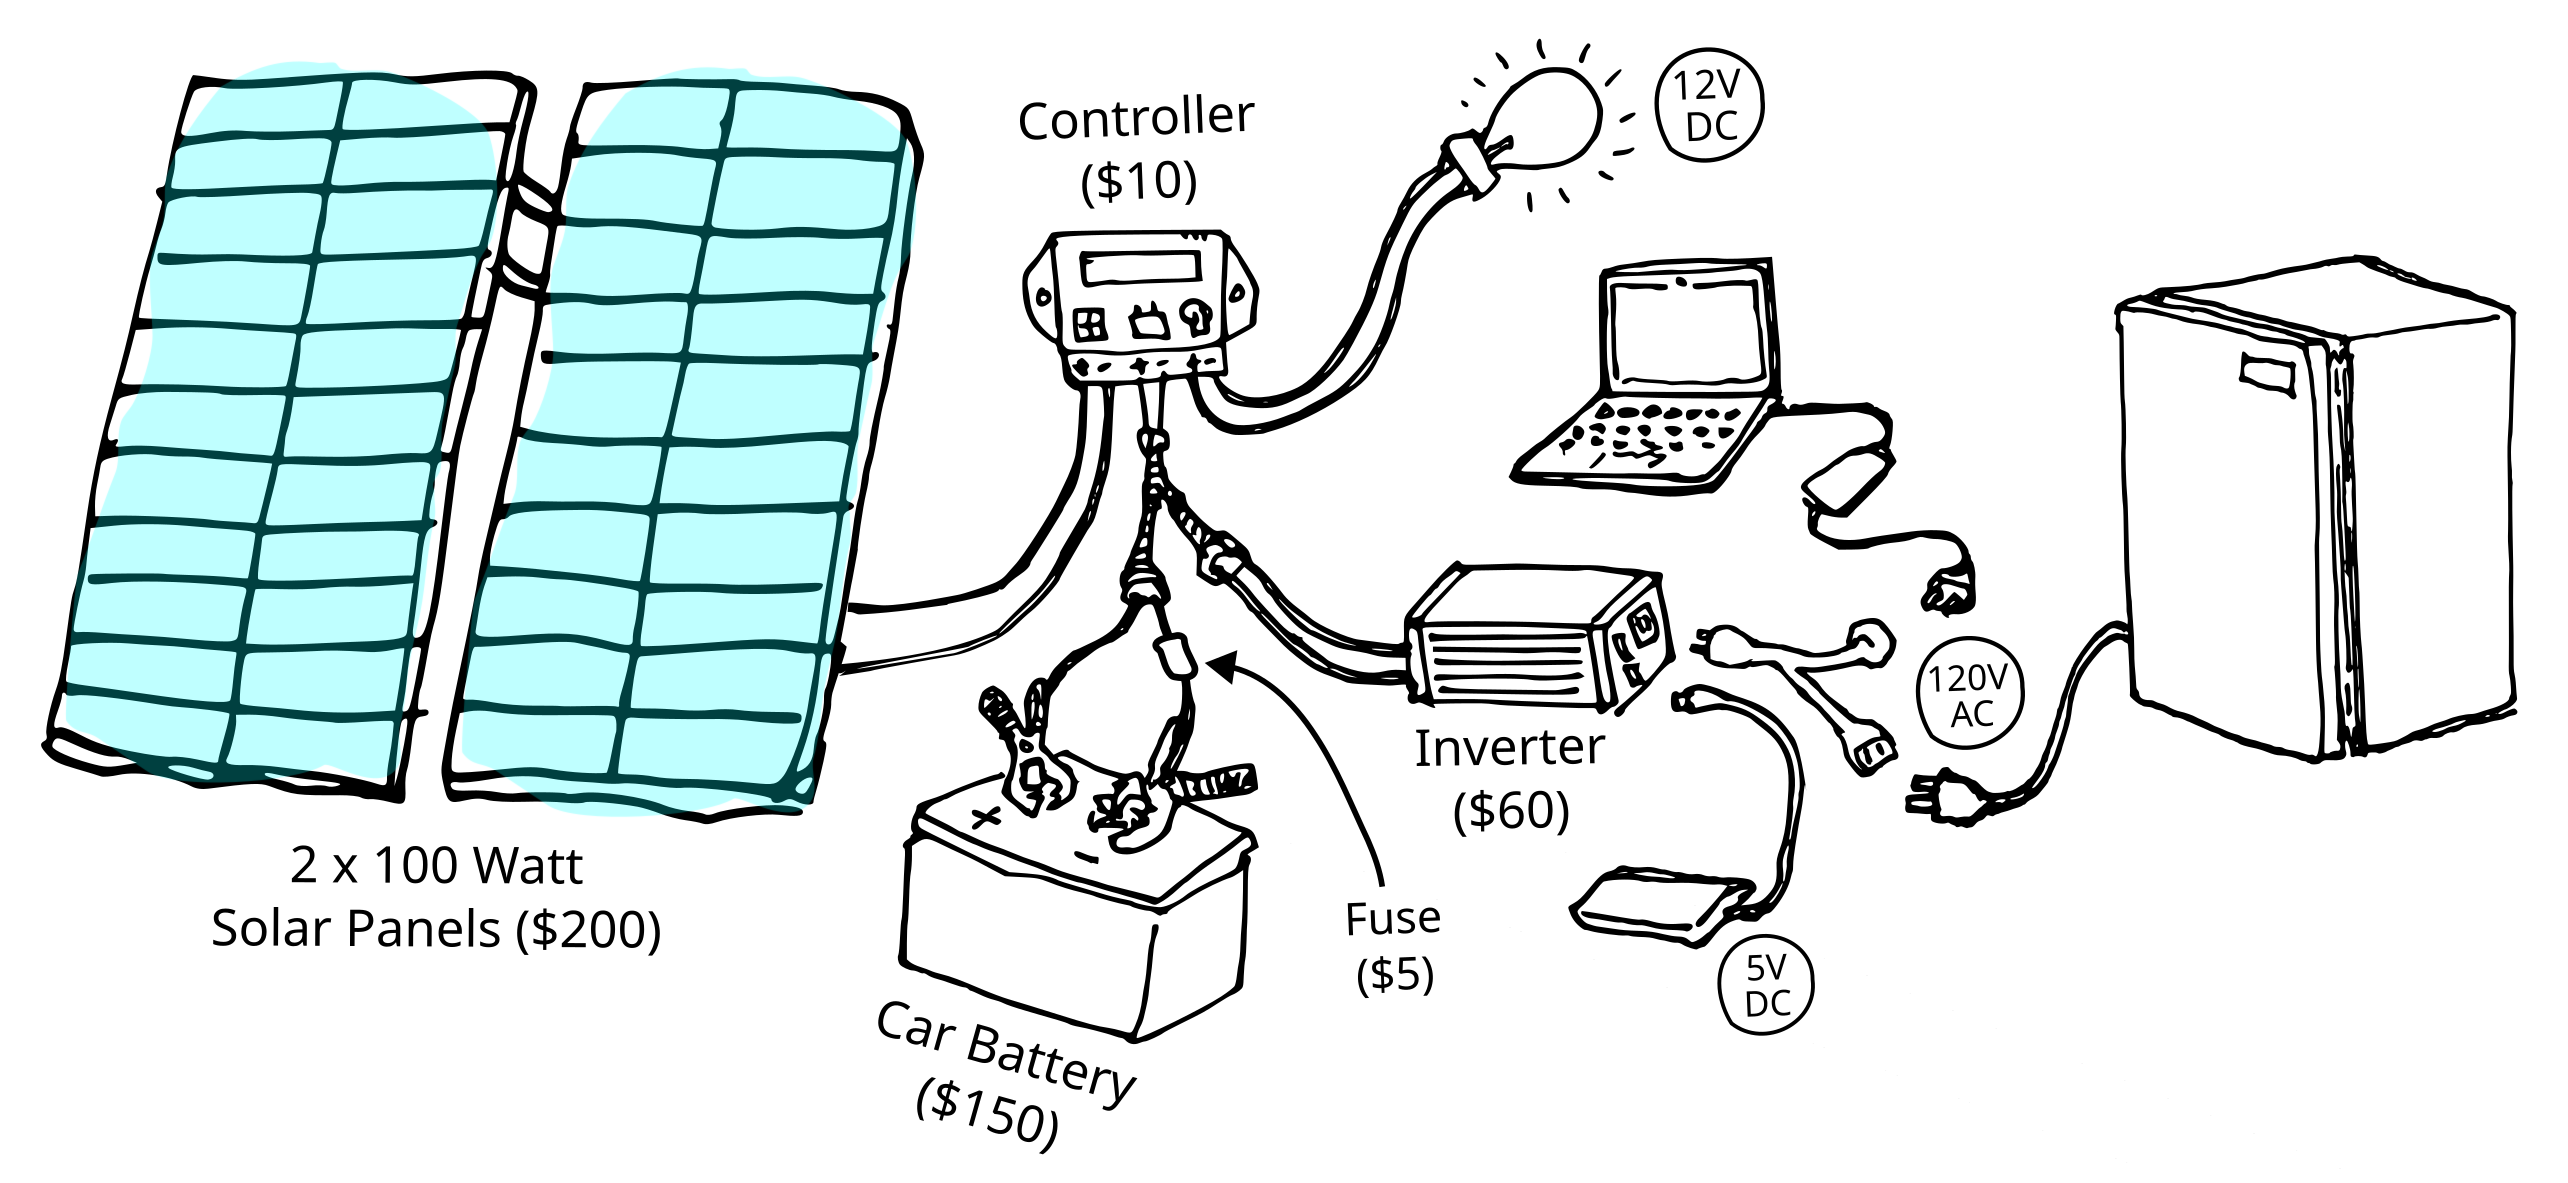 Controller
($10)
12V
DC
2 x 100 Watt
Solar Panels ($200)
Car Battery
($150)
Fuse
($5)
Inverter
($60)
120V
AC
5V
DC